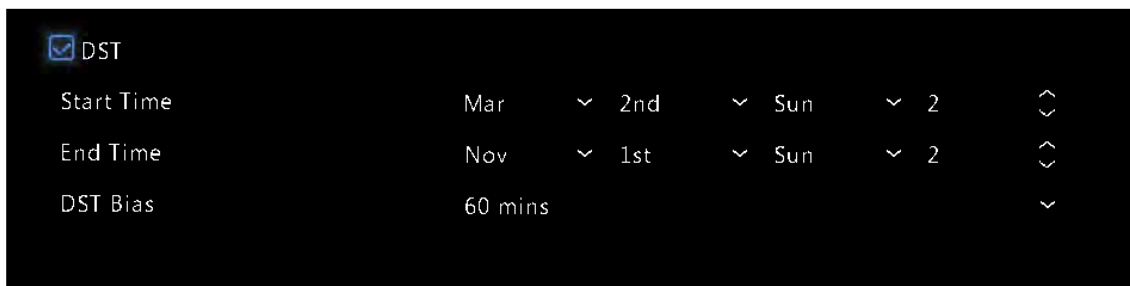 DST
Start Time Mar 2nd Sun 2
End Time Nov 1st Sun 2
DST Bias 60 mins